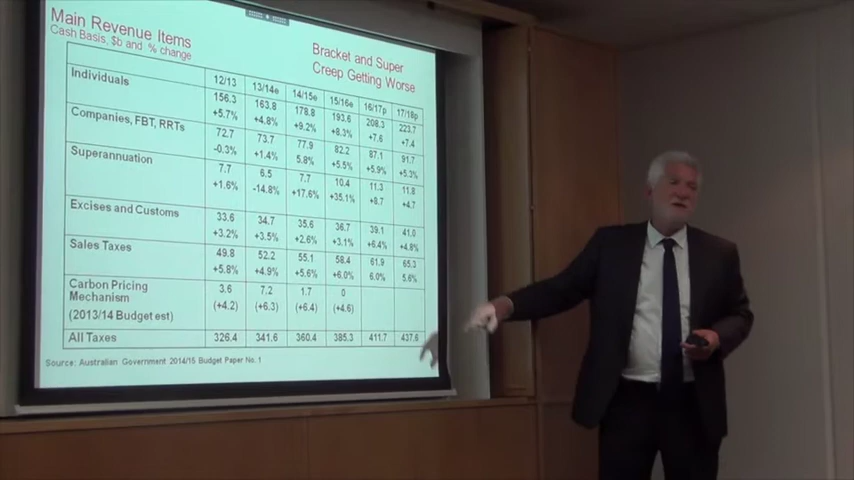 Main Revenue Items
Cash Basis, $b and % change
Bracket and Super
Creep Getting Worse
12/13 13/14e 14/15e 15/16e 16/17p 17/18p
Individuals 156.3 163.8 178.8 193.6 208.3 223.7
+5.7% +4.8% +9.2% +8.3% +7.6 +7.4
Companies, FBT, RRTs 72.7 73.7 77.9 82.2 87.1 91.7
-0.3% +1.4% 5.8% +5.5% +5.9% +5.3%
Superannuation 7.7 6.5 7.7 10.4 11.3 11.8
+1.6% -14.8% +17.6% +35.1% +8.7 +4.7
Excises and Customs 33.6 34.7 35.6 36.7 39.1 41.0
+3.2% +3.5% +2.6% +3.1% +6.4% +4.8%
Sales Taxes 49.8 52.2 55.1 58.4 61.9 65.3
+5.8% +4.9% +5.6% +6.0% 6.0% 5.6%
Carbon Pricing 3.6 7.2 1.7 0
Mechanism (+4.2) (+6.3) (+6.4) (+4.6)
(2013/14 Budget est)
All Taxes 326.4 341.6 360.4 385.3 411.7 437.6
Source: Australian Government 2014/15 Budget Paper No. 1